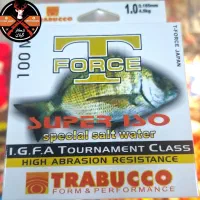 100 M
T
FORCE
1.0
T-FORCE JAPAN
SUPER ISO
special salt water
I.G.F.A TOURNAMENT CLASS
HIGH ABRASION RESISTANCE
TRABUCCO
FORM & PERFORMANCE